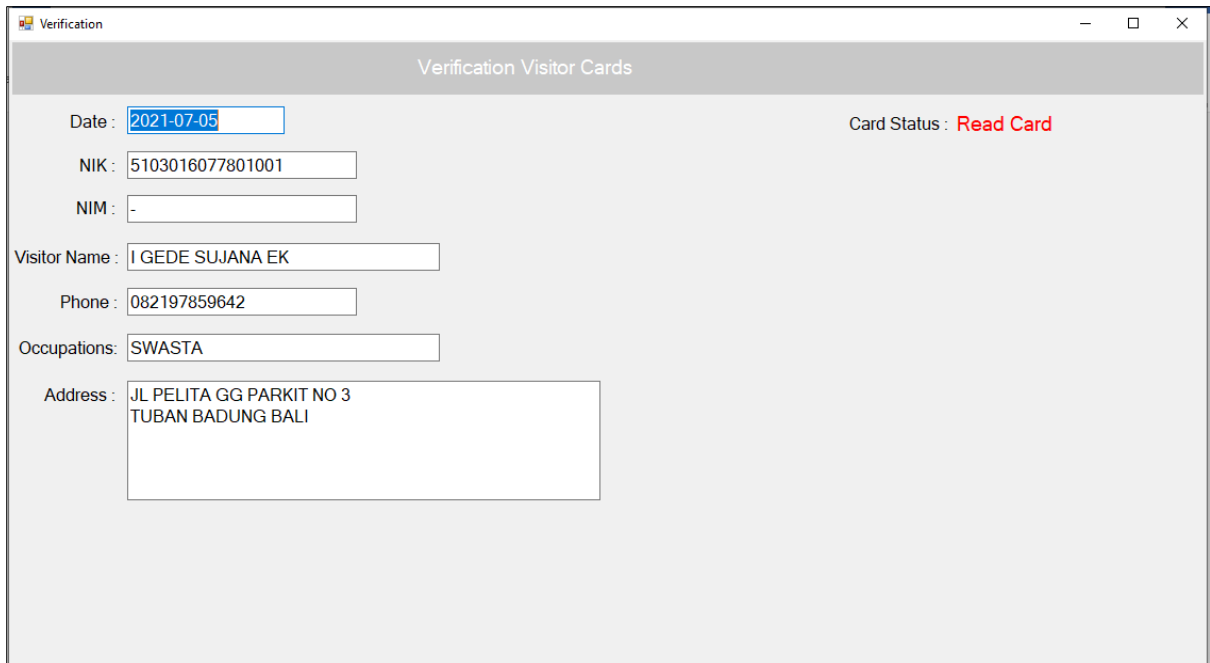 Verification
Verification Visitor Cards
Date : 2021-07-05
Card Status : Read Card
NIK : 5103016077801001
NIM : -
Visitor Name : I GEDE SUJANA EK
Phone : 082197859642
Occupations: SWASTA
Address : JL PELITA GG PARKIT NO 3
TUBAN BADUNG BALI